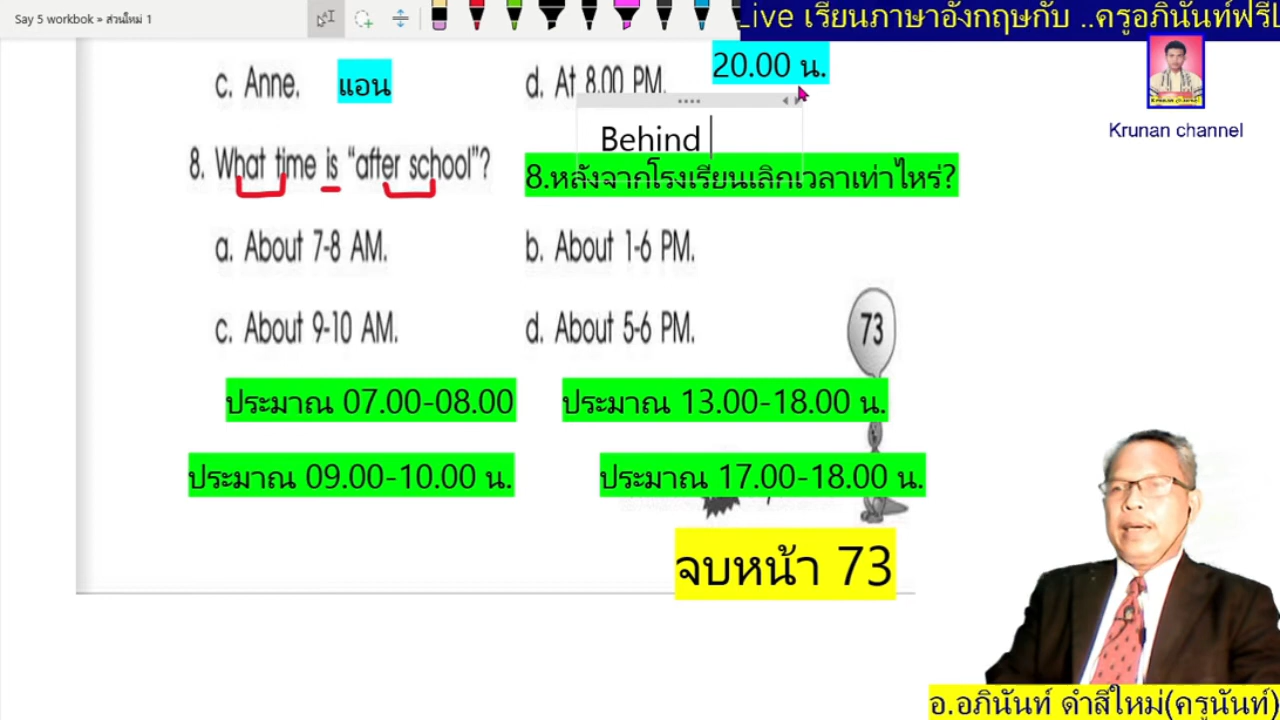 Say 5 workbok » ส่วนใหม่ 1
Live เรียนภาษาอังกฤษกับ ..ครูอภินันท์ฟรี
Krunan channel
c. Anne.
แอน
d. At 8.00 PM.
20.00 น.
Behind
8. What time is “after school”?
8.หลังจากโรงเรียนเลิกเวลาเท่าไหร่?
a. About 7-8 AM.
b. About 1-6 PM.
c. About 9-10 AM.
d. About 5-6 PM.
73
ประมาณ 07.00-08.00
ประมาณ 13.00-18.00 น.
ประมาณ 09.00-10.00 น.
ประมาณ 17.00-18.00 น.
จบหน้า 73
อ.อภินันท์ ดำสีใหม่(ครูนันท์)